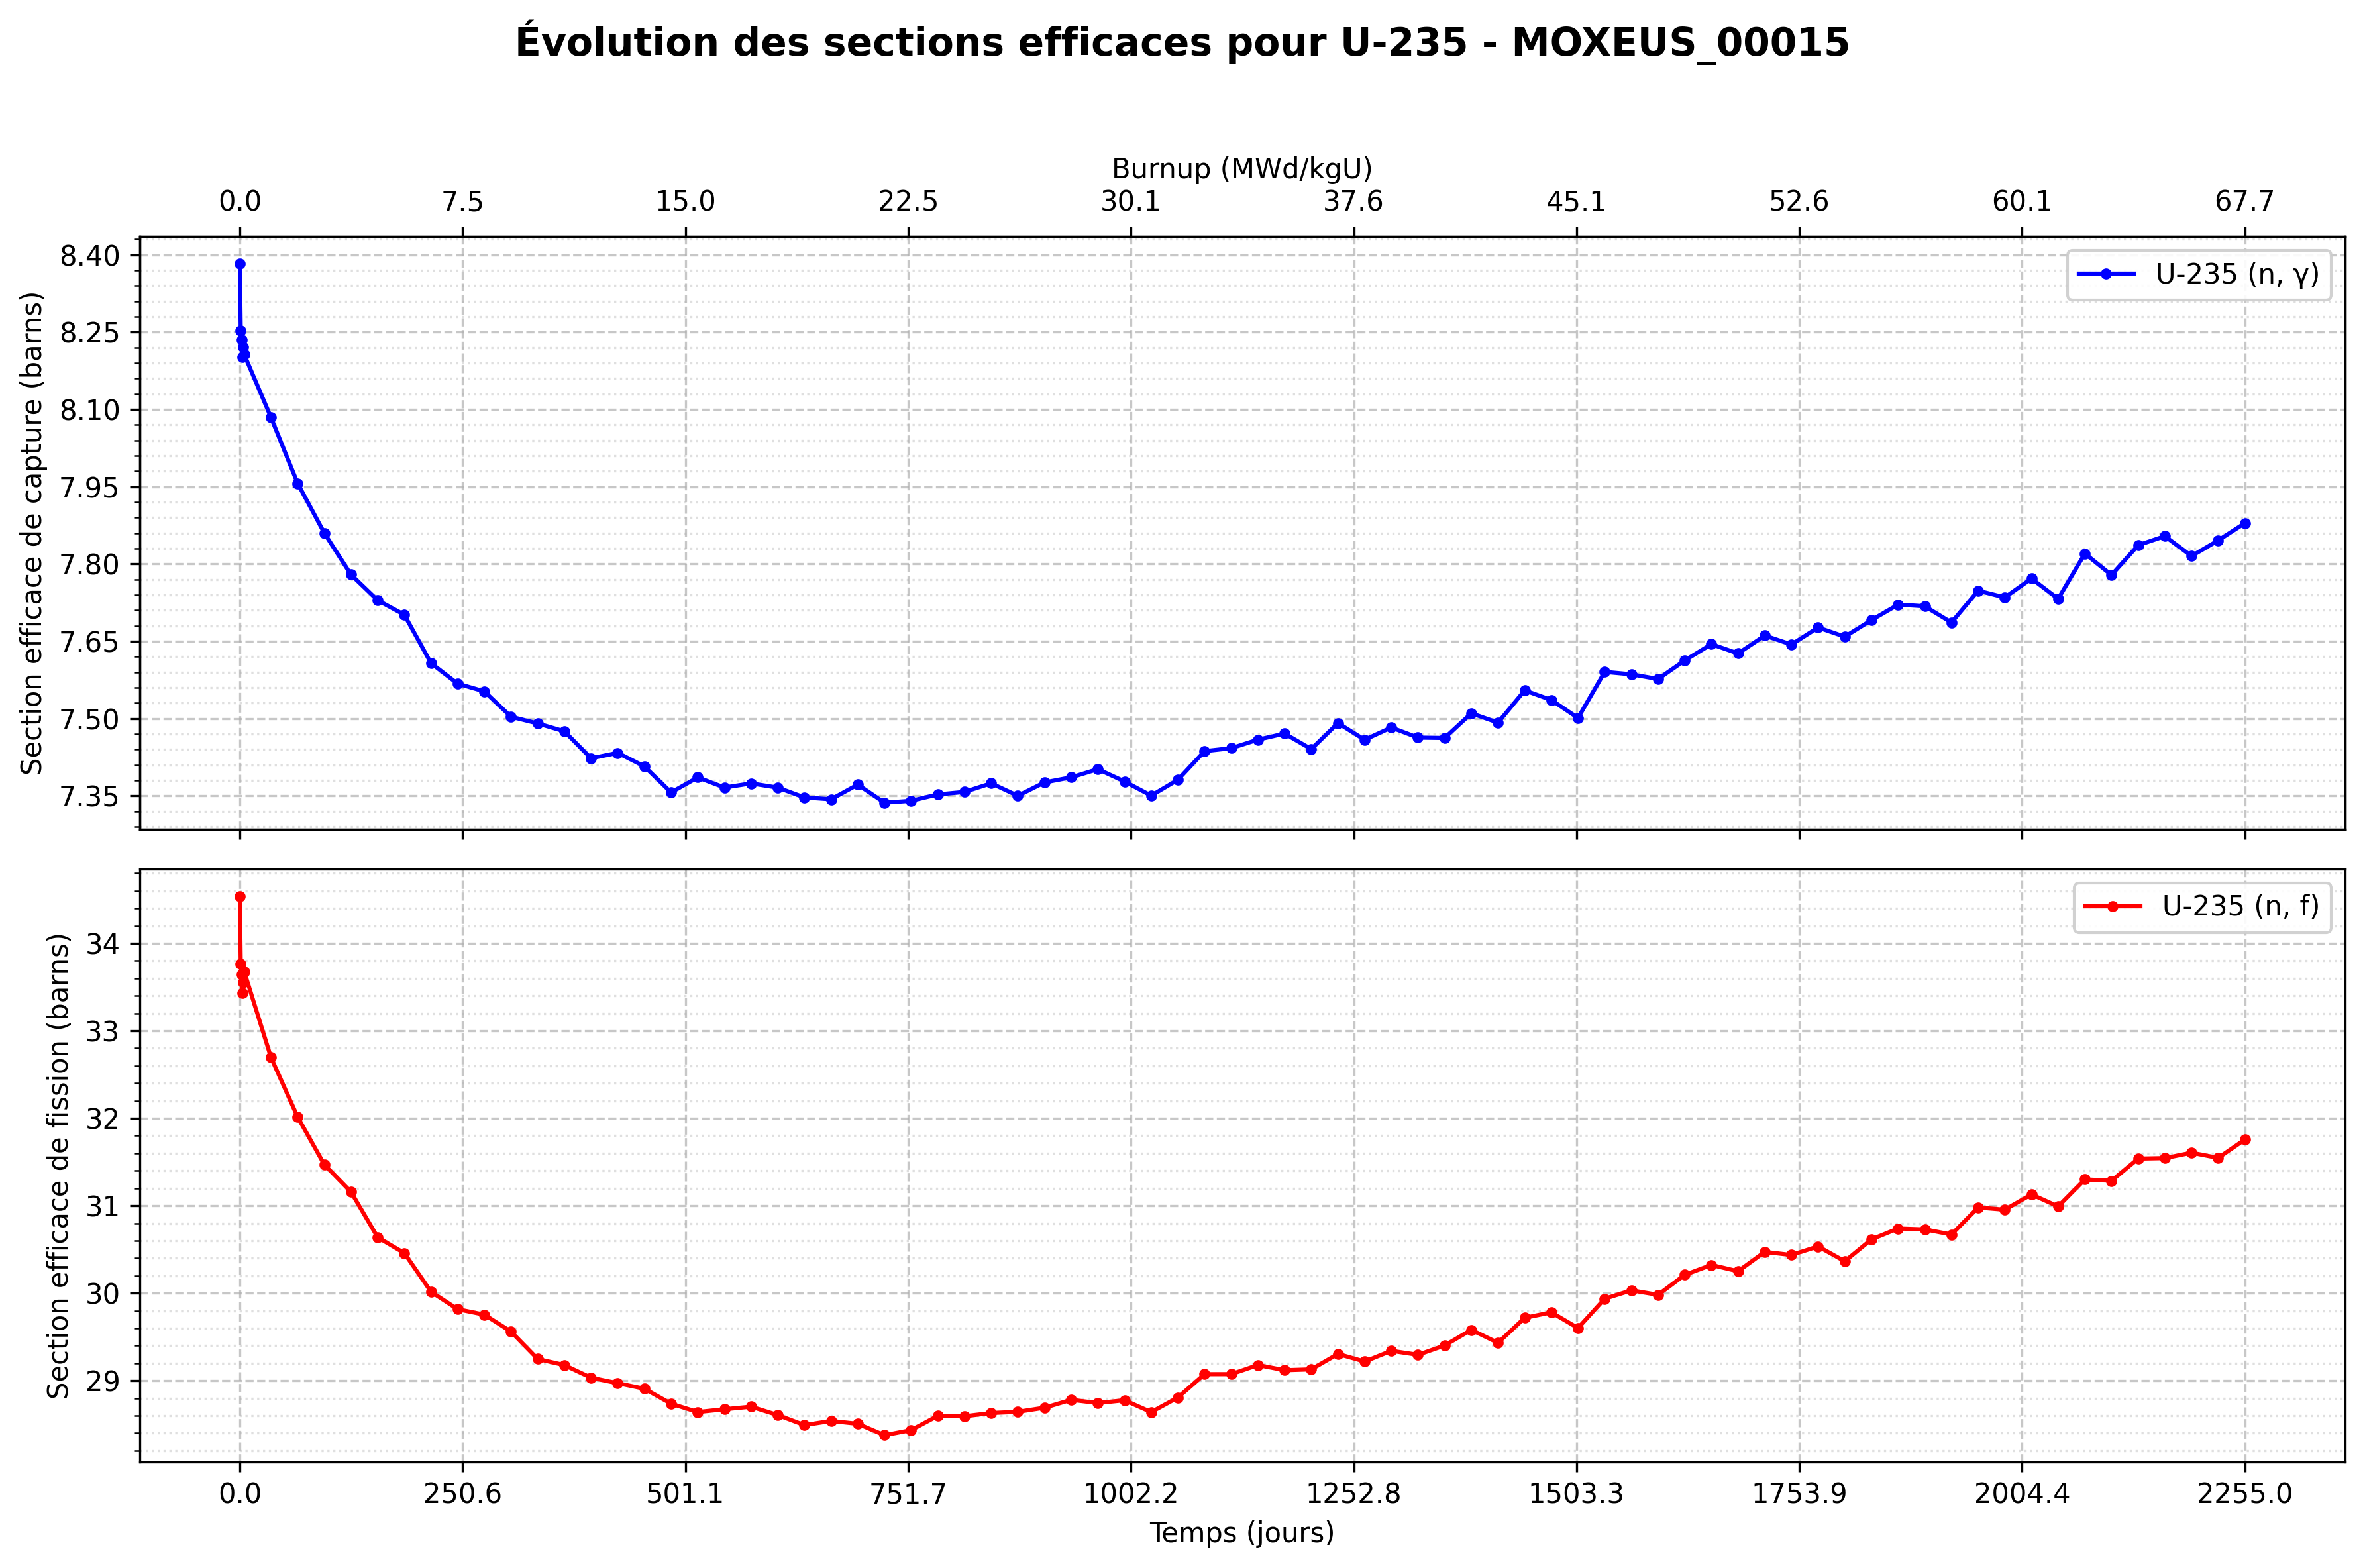 Évolution des sections efficaces pour U-235 - MOXEUS_00015
Burnup (MWd/kgU)
0.0 7.5 15.0 22.5 30.1 37.6 45.1 52.6 60.1 67.7
Section efficace de capture (barns)
8.40
8.25
8.10
7.95
7.80
7.65
7.50
7.35
U-235 (n, γ)
Section efficace de fission (barns)
34
33
32
31
30
29
U-235 (n, f)
0.0 250.6 501.1 751.7 1002.2 1252.8 1503.3 1753.9 2004.4 2255.0
Temps (jours)